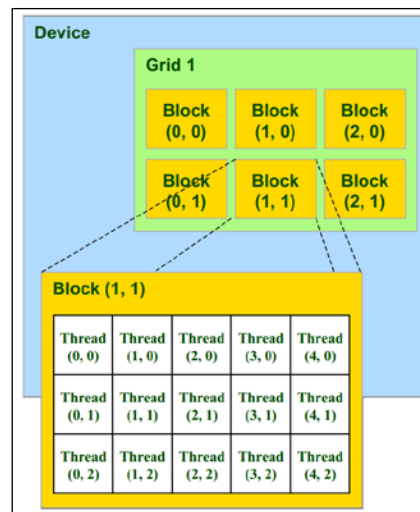 Device
Grid 1
Block Block Block
(0, 0) (1, 0) (2, 0)
Block Block Block
(0, 1) (1, 1) (2, 1)
Block (1, 1)
Thread Thread Thread Thread Thread
(0, 0) (1, 0) (2, 0) (3, 0) (4, 0)
Thread Thread Thread Thread Thread
(0, 1) (1, 1) (2, 1) (3, 1) (4, 1)
Thread Thread Thread Thread Thread
(0, 2) (1, 2) (2, 2) (3, 2) (4, 2)